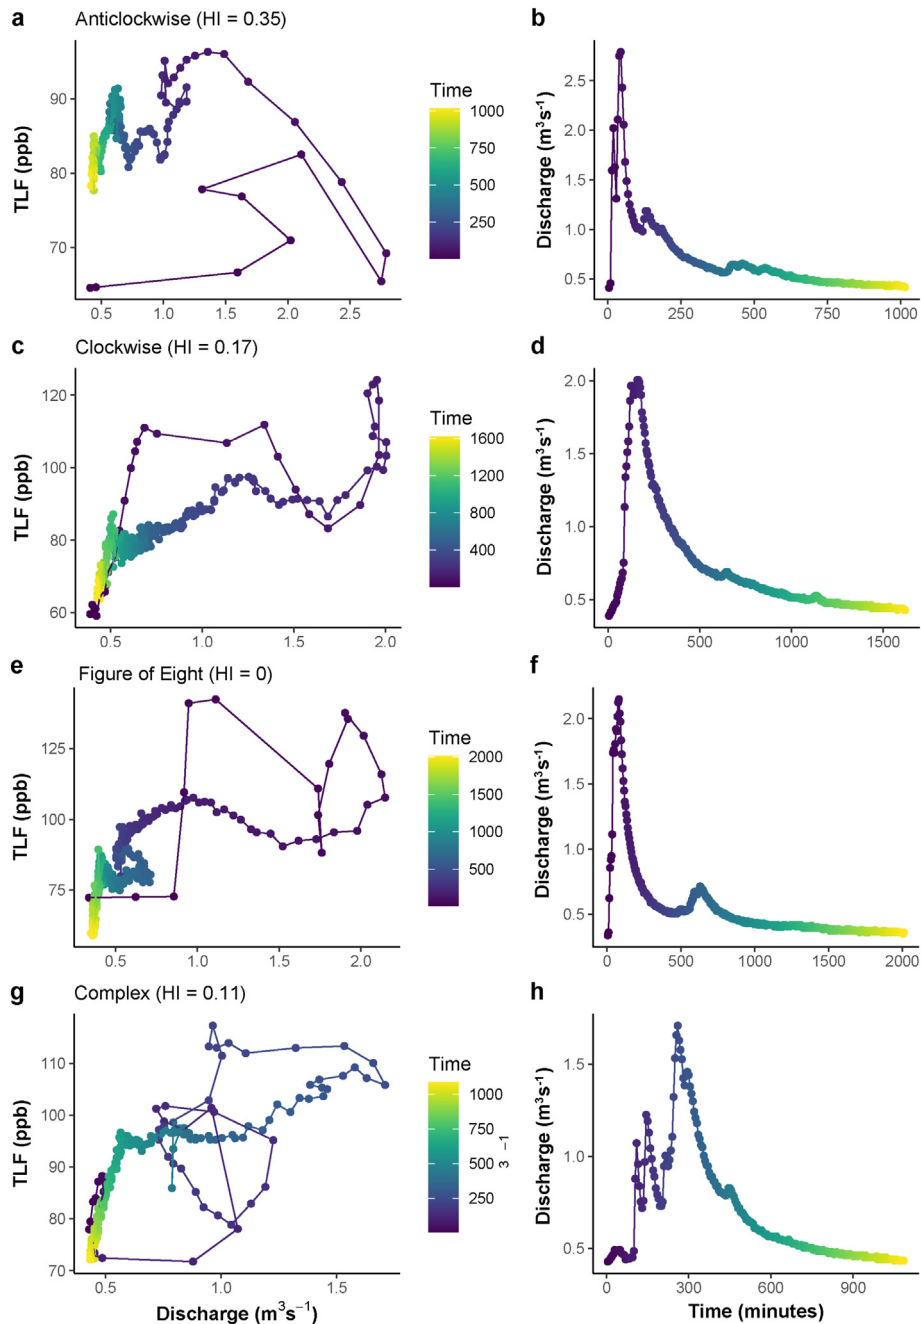 a Anticlockwise (HI = 0.35)
TLF (ppb)
90
80
70
0.5 1.0 1.5 2.0 2.5
Time
1000
750
500
250
b
Discharge (m³s⁻¹)
2.5
2.0
1.5
1.0
0.5
0 250 500 750 1000
c Clockwise (HI = 0.17)
TLF (ppb)
120
100
80
60
0.5 1.0 1.5 2.0
Time
1600
1200
800
400
d
Discharge (m³s⁻¹)
2.0
1.5
1.0
0.5
0 500 1000 1500
e Figure of Eight (HI = 0)
TLF (ppb)
125
100
75
0.5 1.0 1.5 2.0
Time
2000
1500
1000
500
f
Discharge (m³s⁻¹)
2.0
1.5
1.0
0.5
0 500 1000 1500 2000
g Complex (HI = 0.11)
TLF (ppb)
110
100
90
80
70
0.5 1.0 1.5
Discharge (m³s⁻¹)
Time
1000
750
500
250
3 −1
h
Discharge (m³s⁻¹)
1.5
1.0
0.5
0 300 600 900
Time (minutes)